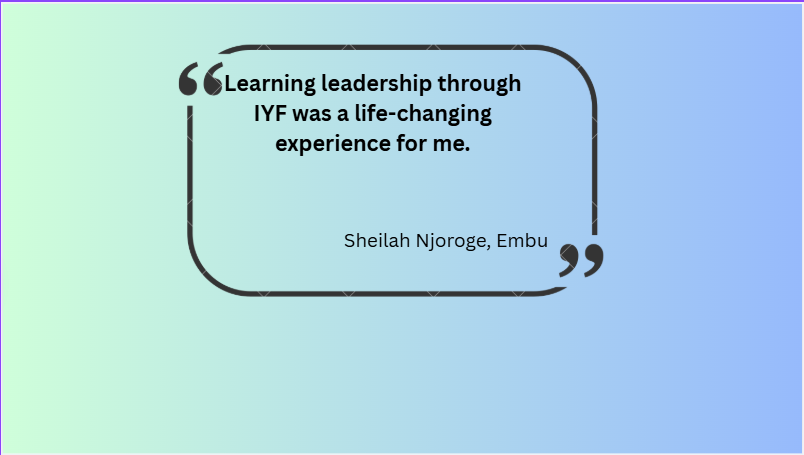 Learning leadership through
IYF was a life-changing
experience for me.
Sheilah Njoroge, Embu